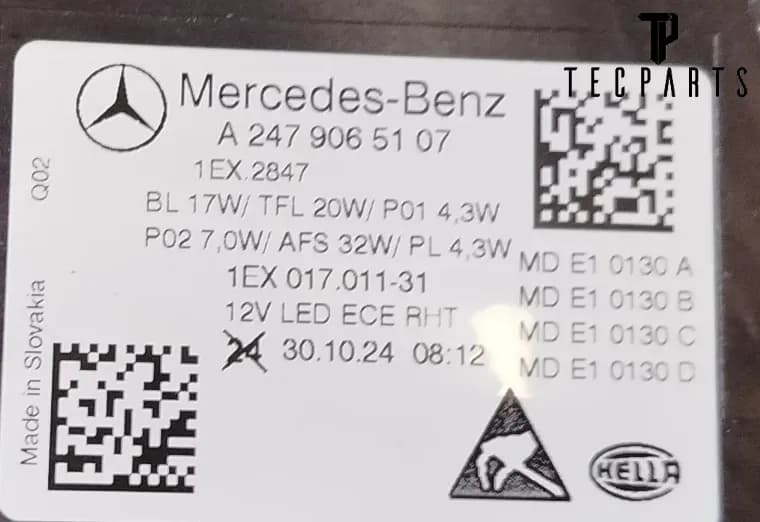 TECPARTS
Mercedes-Benz
A 247 906 51 07
1EX.2847
BL 17W/ TFL 20W/ P01 4,3W
P02 7,0W/ AFS 32W/ PL 4,3W
1EX 017.011-31
12V LED ECE RHT
24 30.10.24 08:12
MD E1 0130 A
MD E1 0130 B
MD E1 0130 C
MD E1 0130 D
Q02
Made in Slovakia
HELLA